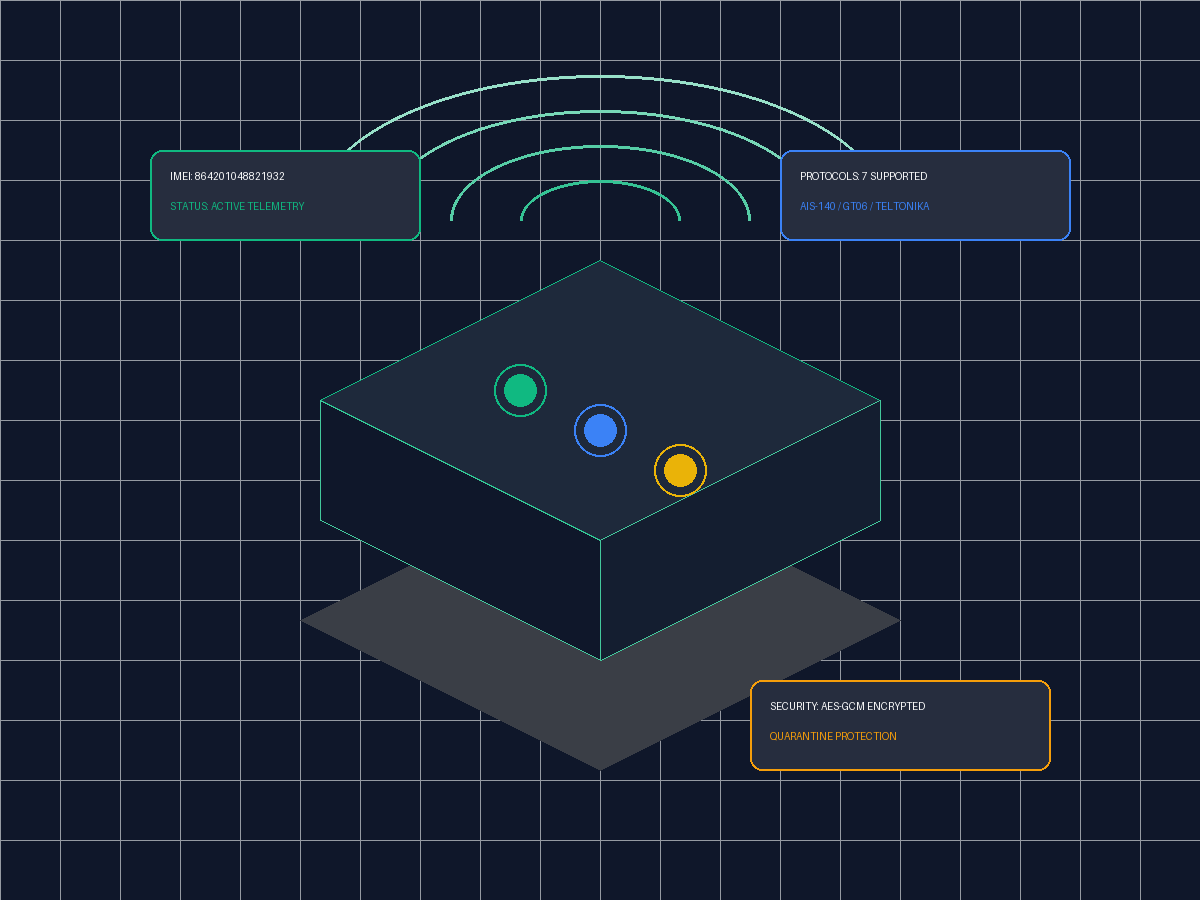 IMEI: 864201048821932
STATUS: ACTIVE TELEMETRY
PROTOCOLS: 7 SUPPORTED
AIS-140 / GT06 / TELTONIKA
SECURITY: AES-GCM ENCRYPTED
QUARANTINE PROTECTION